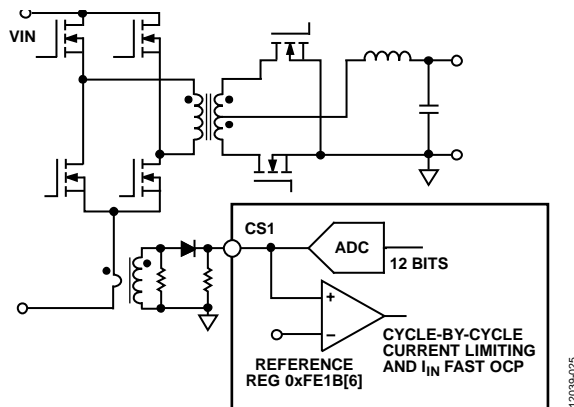 VIN
CS1
ADC
12 BITS
+
–
REFERENCE
REG 0xFE1B[6]
CYCLE-BY-CYCLE
CURRENT LIMITING
AND IIN FAST OCP
12039-025